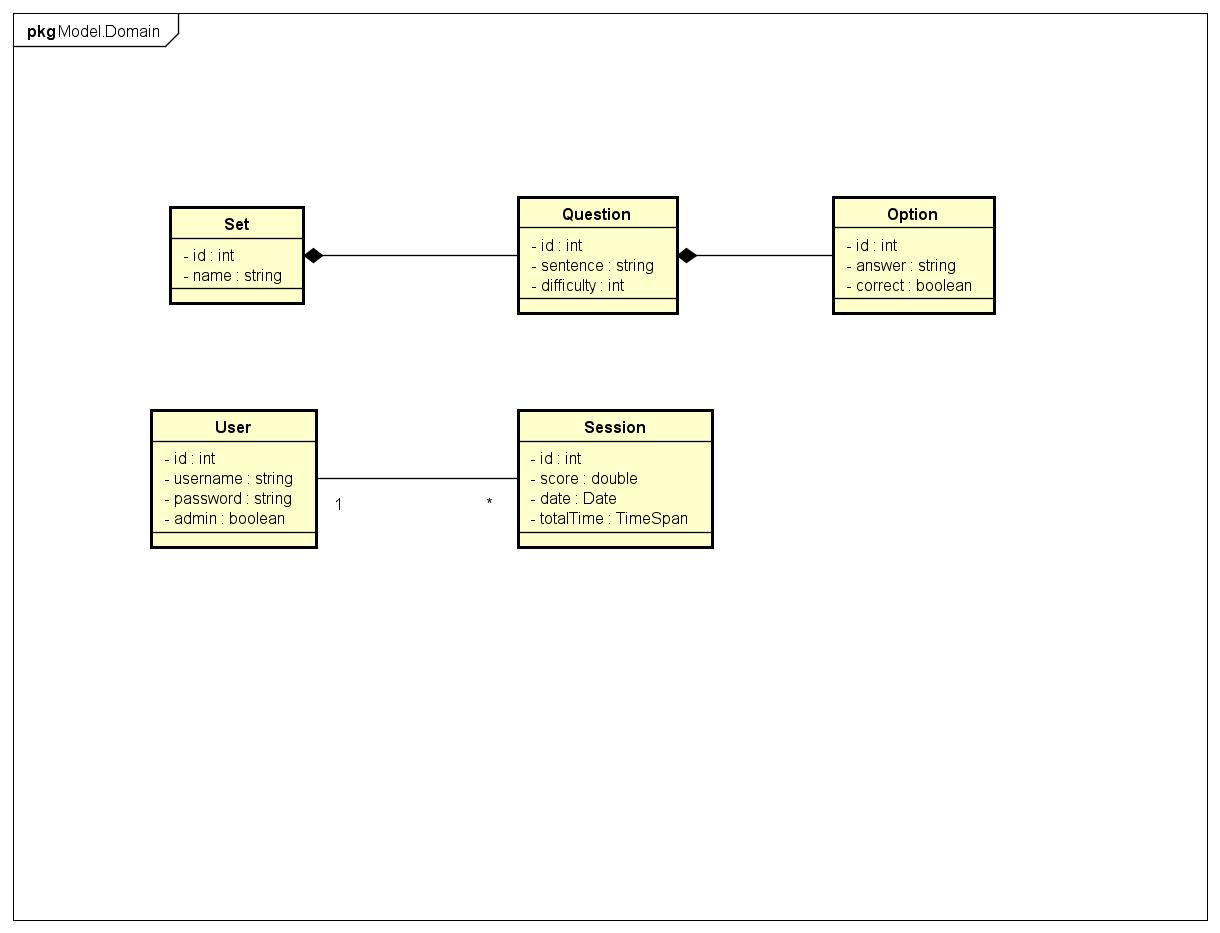 pkg Model.Domain
Set
- id : int
- name : string
Question
- id : int
- sentence : string
- difficulty : int
Option
- id : int
- answer : string
- correct : boolean
User
- id : int
- username : string
- password : string
- admin : boolean
1
*
Session
- id : int
- score : double
- date : Date
- totalTime : TimeSpan